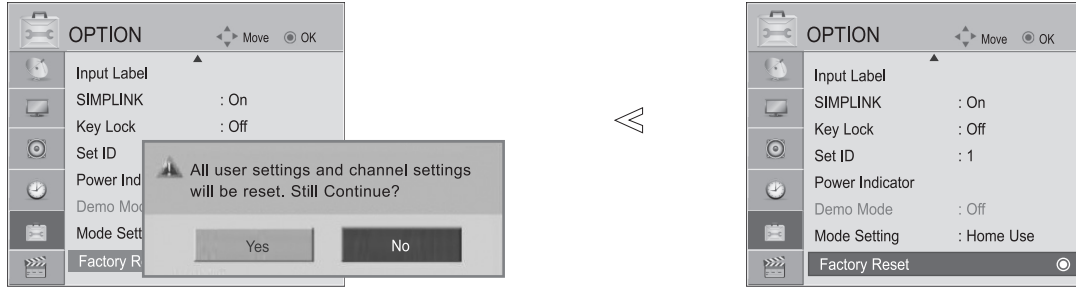 OPTION Move OK
Input Label
SIMPLINK : On
Key Lock : Off
Set ID
Power Ind
Demo Mod
Mode Sett
Factory R
All user settings and channel settings
will be reset. Still Continue?
Yes No
OPTION Move OK
Input Label
SIMPLINK : On
Key Lock : Off
Set ID : 1
Power Indicator
Demo Mode : Off
Mode Setting : Home Use
Factory Reset